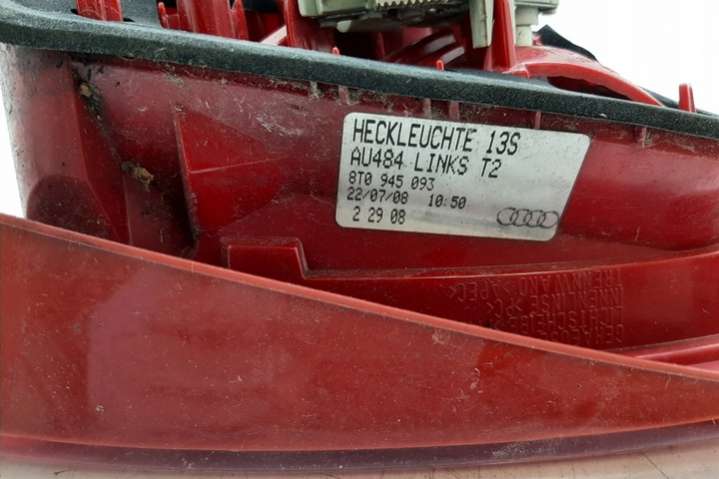 HECKLEUCHTE 13S
AU484 LINKS T2
8T0 945 093
22/07/08 10:50
2 29 08